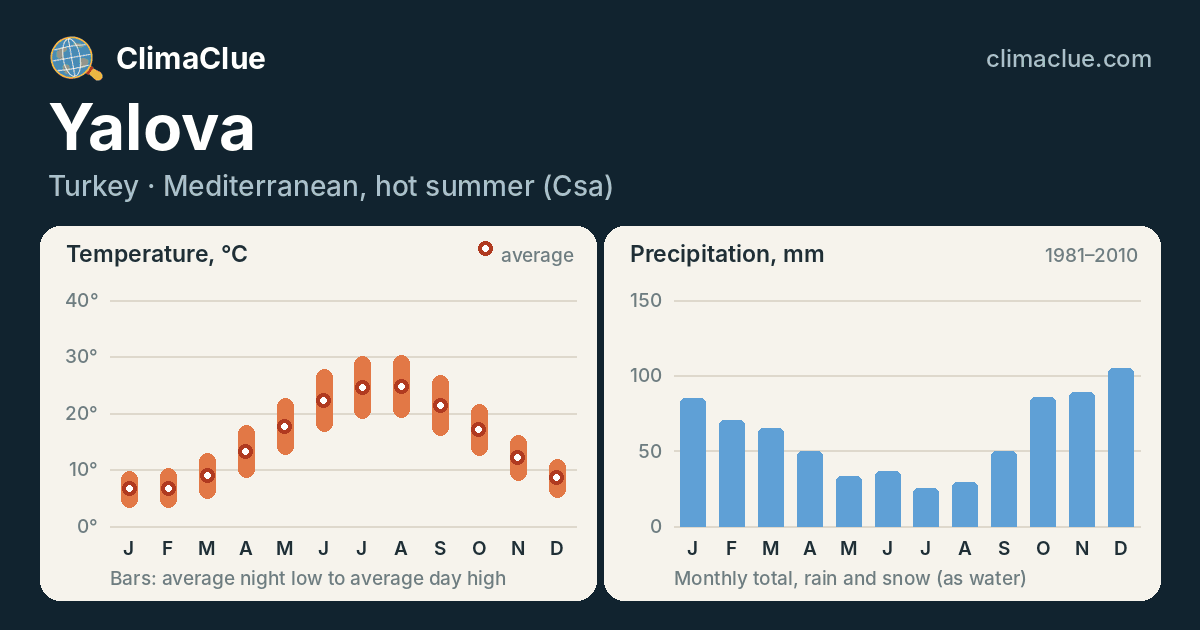 ClimaClue
climaclue.com
Yalova
Turkey · Mediterranean, hot summer (Csa)
Temperature, °C
average
40°
30°
20°
10°
0°
J F M A M J J A S O N D
Bars: average night low to average day high
Precipitation, mm
1981–2010
150
100
50
0
J F M A M J J A S O N D
Monthly total, rain and snow (as water)